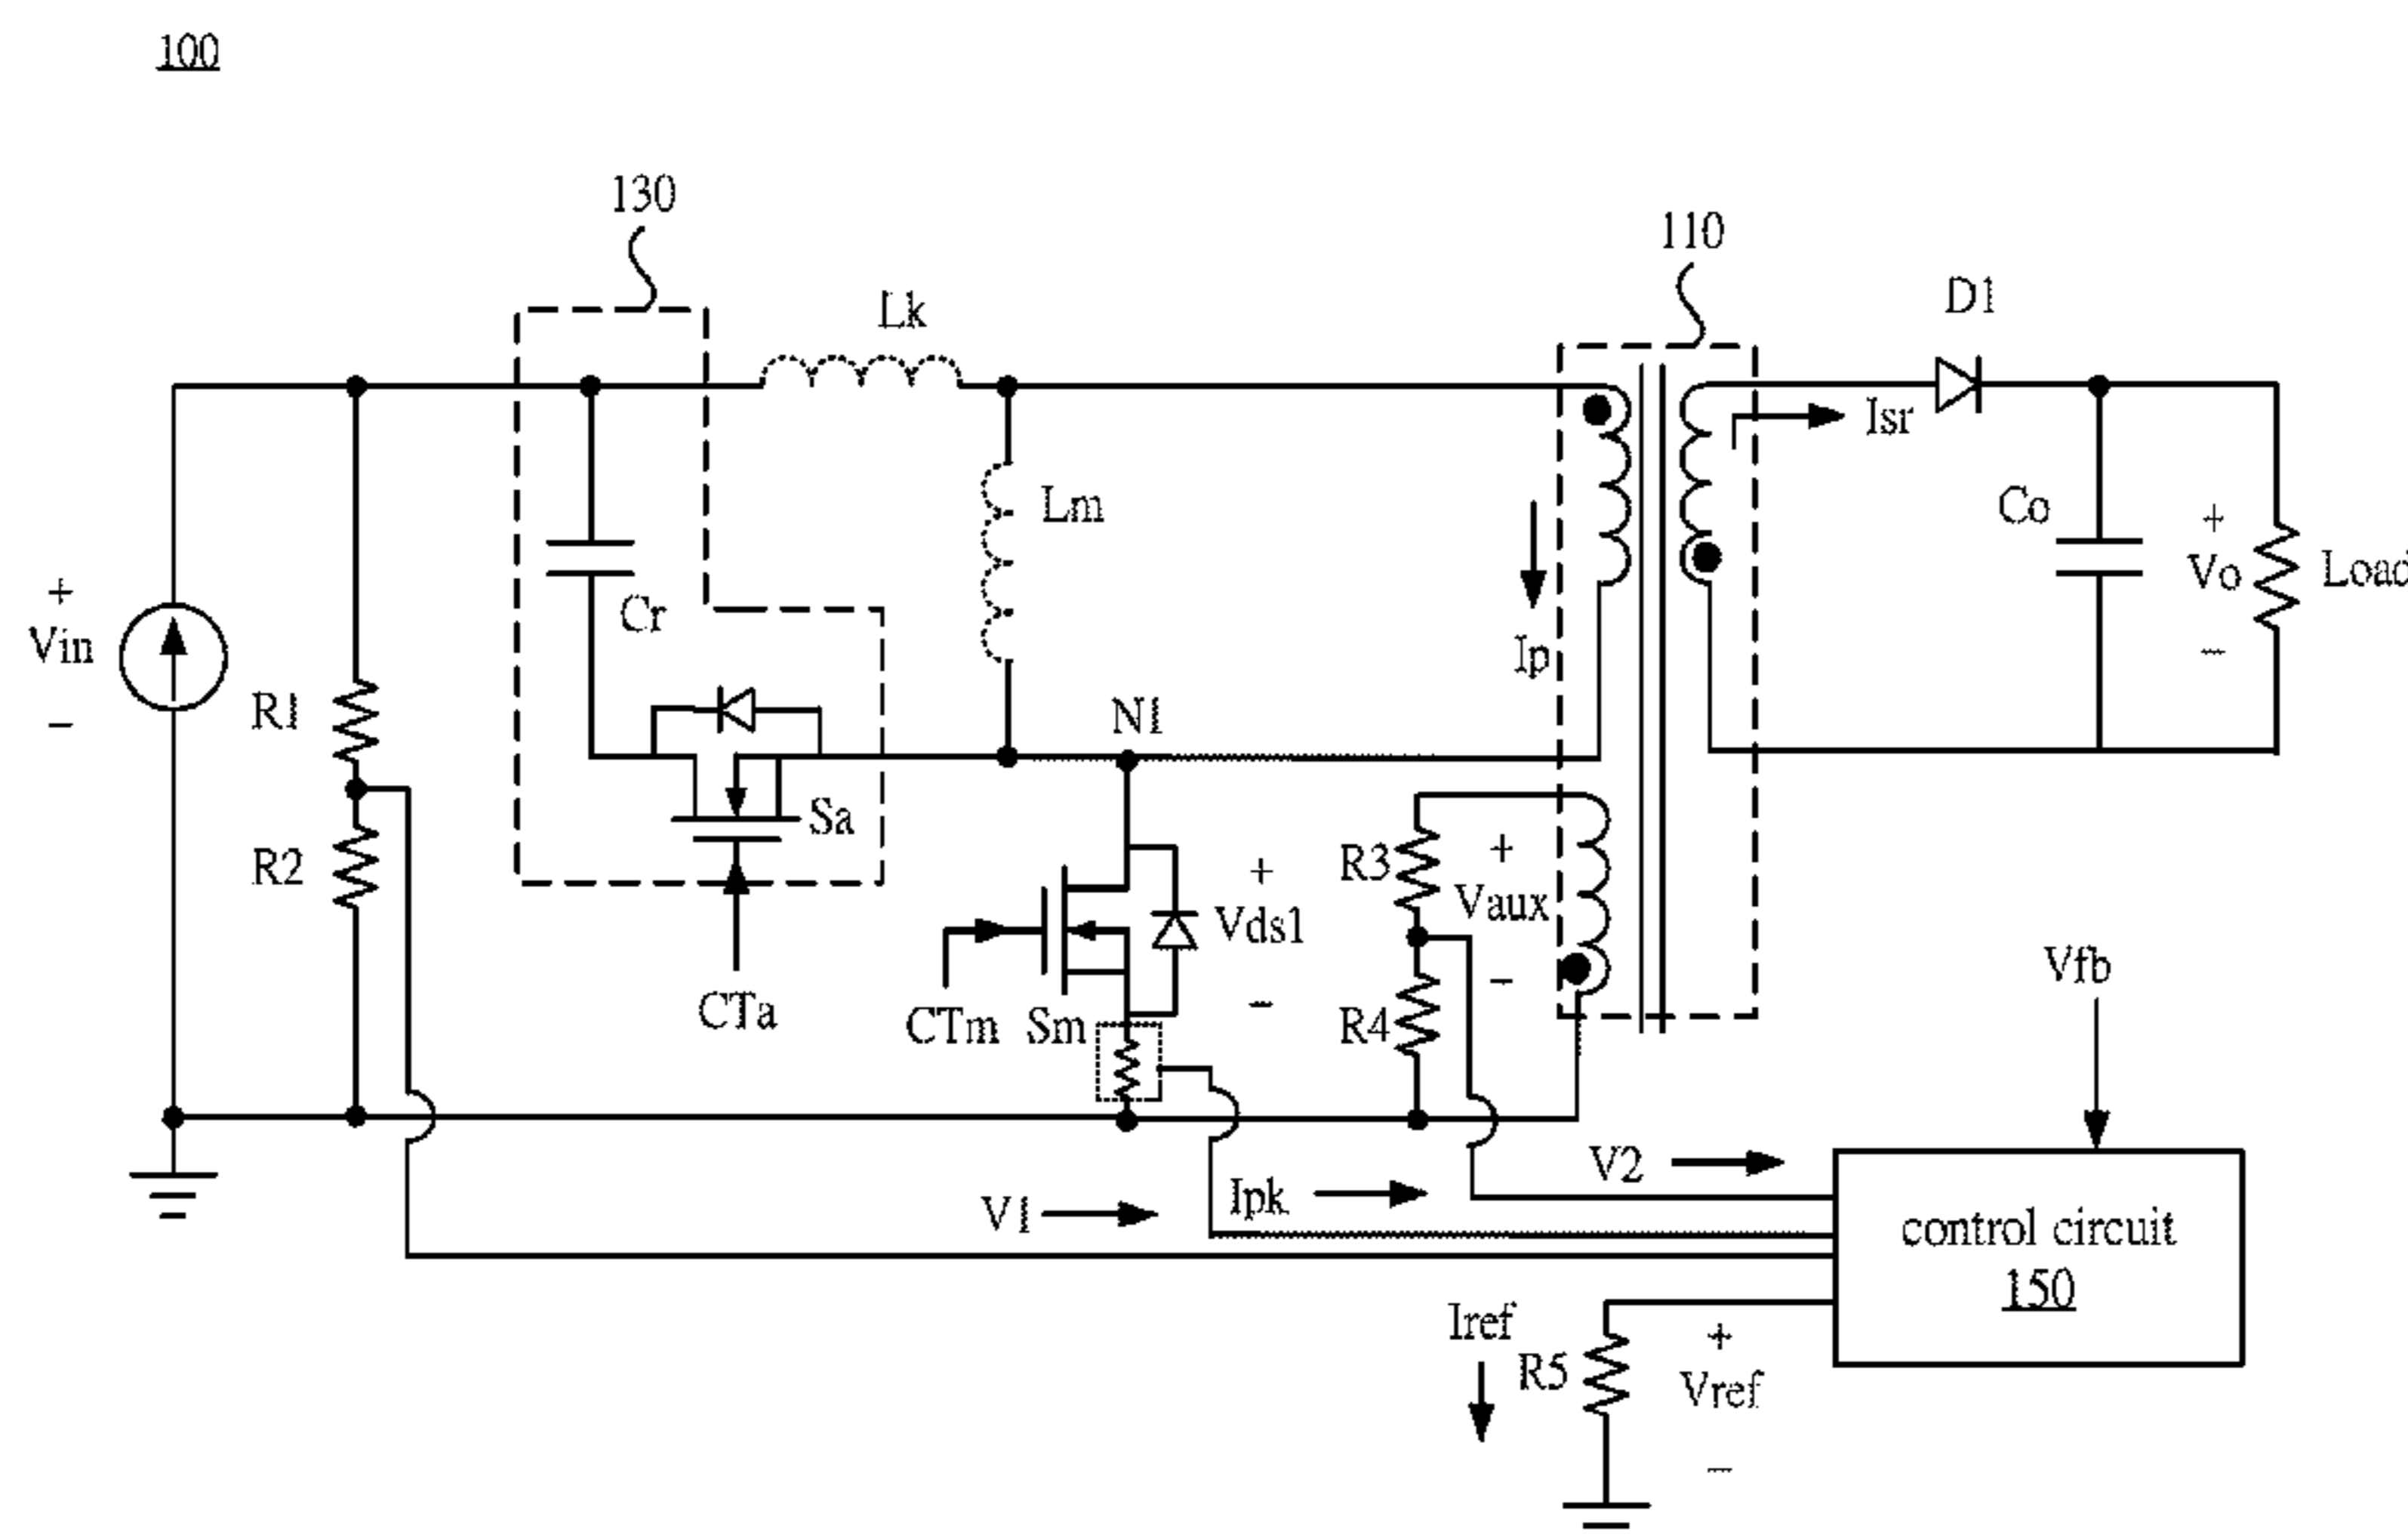 100
130
110
Lk
D1
Isr
Lm
Co
+
Vo
−
Load
Cr
Ip
+
Vin
−
R1
N1
Sa
R2
R3
+
Vaux
−
+
Vds1
−
CTa
CTm
Sm
R4
Vfb
V2
Ipk
V1
control circuit
150
Iref
R5
+
Vref
−